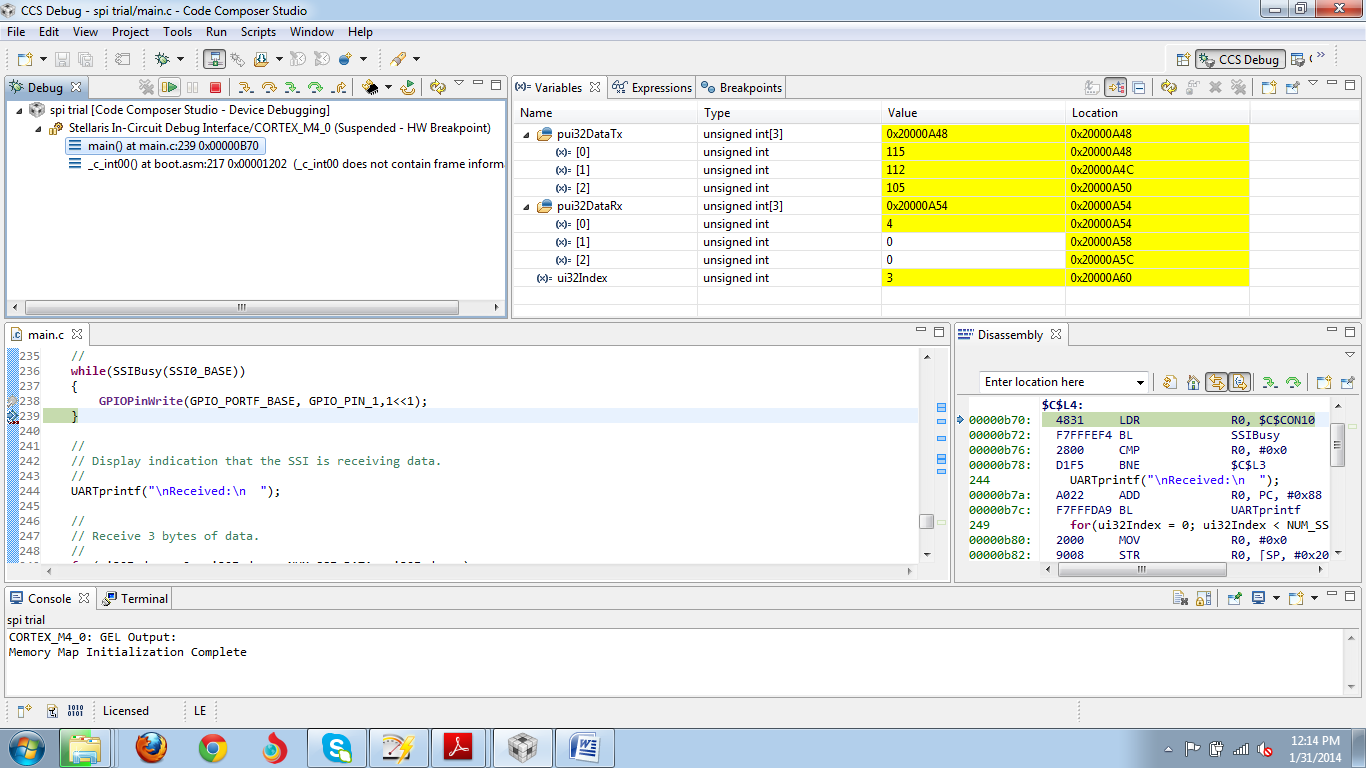 CCS Debug - spi trial/main.c - Code Composer Studio
File Edit View Project Tools Run Scripts Window Help
CCS Debug
Debug
spi trial [Code Composer Studio - Device Debugging]
Stellaris In-Circuit Debug Interface/CORTEX_M4_0 (Suspended - HW Breakpoint)
main() at main.c:239 0x00000B70
_c_int00() at boot.asm:217 0x00001202 (_c_int00 does not contain frame inform
(x)= Variables Expressions Breakpoints
Name Type Value Location
pui32DataTx unsigned int[3] 0x20000A48 0x20000A48
(x)= [0] unsigned int 115 0x20000A48
(x)= [1] unsigned int 112 0x20000A4C
(x)= [2] unsigned int 105 0x20000A50
pui32DataRx unsigned int[3] 0x20000A54 0x20000A54
(x)= [0] unsigned int 4 0x20000A54
(x)= [1] unsigned int 0 0x20000A58
(x)= [2] unsigned int 0 0x20000A5C
(x)= ui32Index unsigned int 3 0x20000A60
main.c
235 //
236 while(SSIBusy(SSI0_BASE))
237 {
238 GPIOPinWrite(GPIO_PORTF_BASE, GPIO_PIN_1,1<<1);
239 }
240
241 //
242 // Display indication that the SSI is receiving data.
243 //
244 UARTprintf("\nReceived:\n  ");
245
246 //
247 // Receive 3 bytes of data.
248 //
Disassembly
Enter location here
$C$L4:
00000b70: 4831 LDR R0, $C$CON10
00000b72: F7FFFEF4 BL SSIBusy
00000b76: 2800 CMP R0, #0x0
00000b78: D1F5 BNE $C$L3
244 UARTprintf("\nReceived:\n  ");
00000b7a: A022 ADD R0, PC, #0x88
00000b7c: F7FFFDA9 BL UARTprintf
249 for(ui32Index = 0; ui32Index < NUM_SS
00000b80: 2000 MOV R0, #0x0
00000b82: 9008 STR R0, [SP, #0x20
Console Terminal
spi trial
CORTEX_M4_0: GEL Output:
Memory Map Initialization Complete
Licensed LE
12:14 PM
1/31/2014